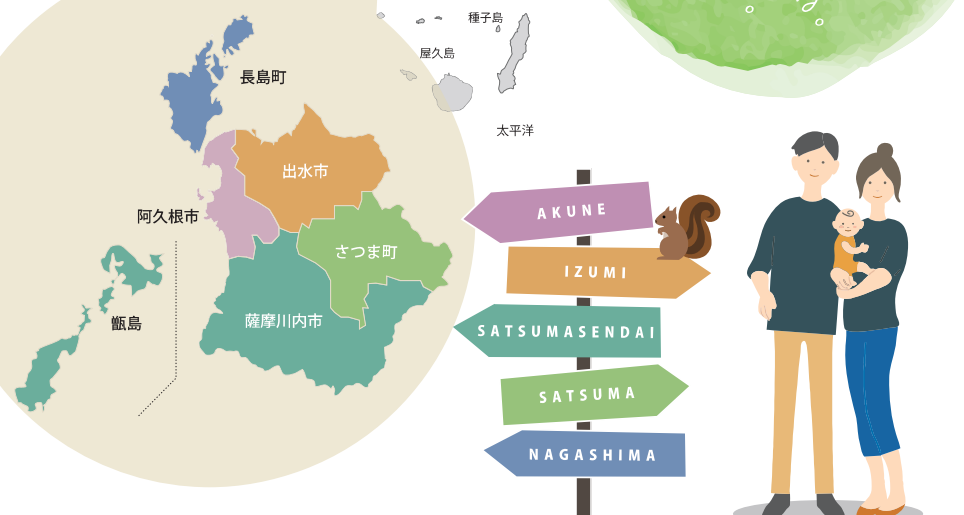 種子島
屋久島
長島町
太平洋
出水市
阿久根市
さつま町
甑島
薩摩川内市
AKUNE
IZUMI
SATSUMASENDAI
SATSUMA
NAGASHIMA